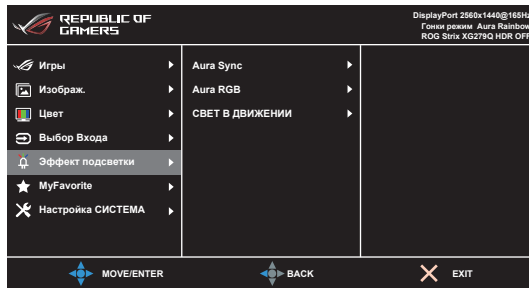 REPUBLIC OF
GAMERS
DisplayPort 2560x1440@165Hz
Гонки режим Aura Rainbow
ROG Strix XG279Q HDR OFF
Игры
Изображ.
Цвет
Выбор Входа
Эффект подсветки
MyFavorite
Настройка СИСТЕМА
Aura Sync
Aura RGB
СВЕТ В ДВИЖЕНИИ
MOVE/ENTER
BACK
EXIT